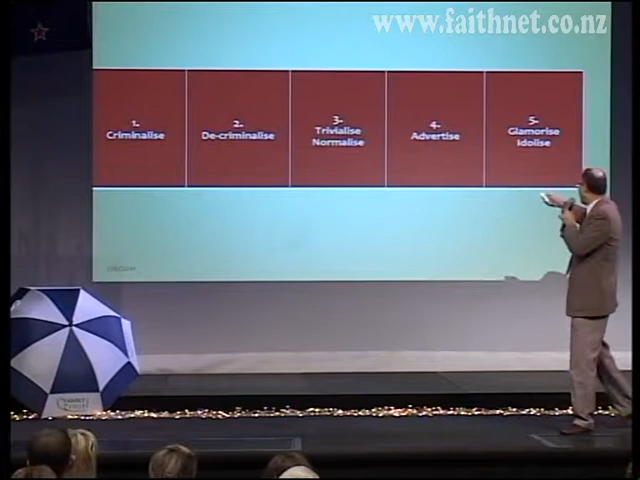 www.faithnet.co.nz
1-
Criminalise
2-
De-criminalise
3-
Trivialise
Normalise
4-
Advertise
5-
Glamorise
Idolise